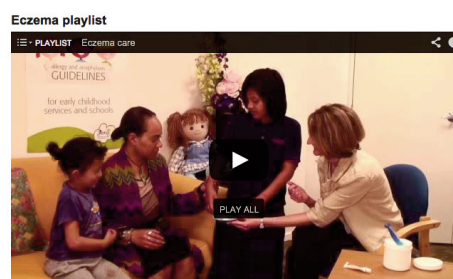 Eczema playlist
PLAYLIST Eczema care
allergy and anaphylaxis
GUIDELINES
for early childhood
services and schools
PLAY ALL